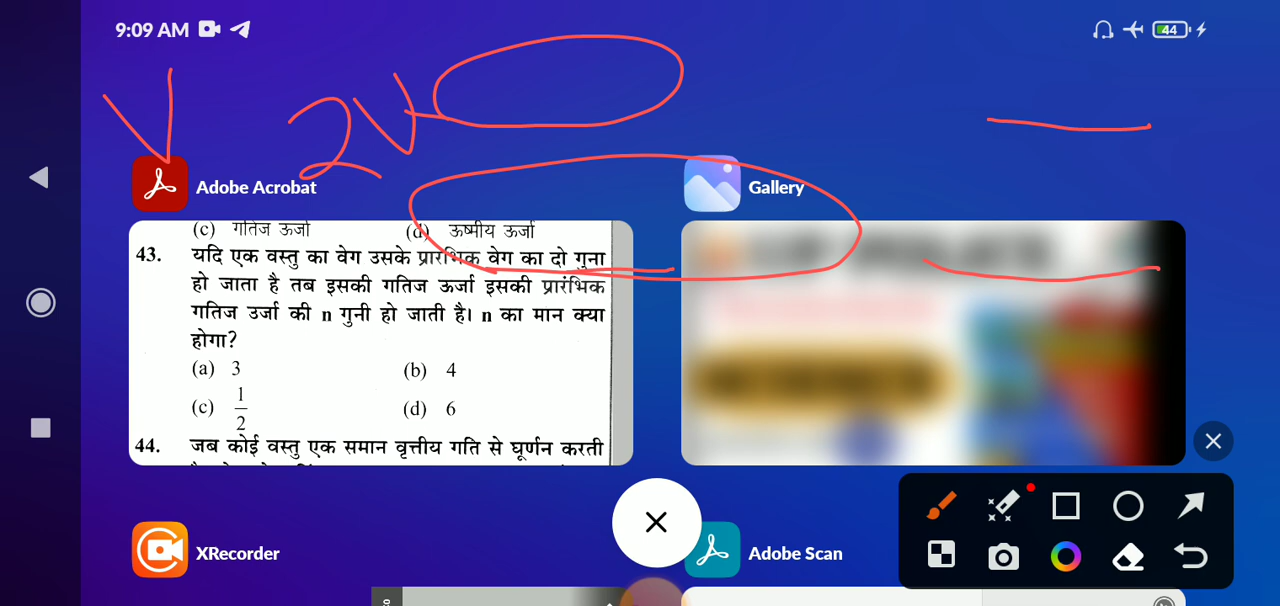 9:09 AM
44
2V
Adobe Acrobat
Gallery
(c) गतिज ऊर्जा (d) ऊष्मीय ऊर्जा
43. यदि एक वस्तु का वेग उसके प्रारंभिक वेग का दो गुना
हो जाता है तब इसकी गतिज ऊर्जा इसकी प्रारंभिक
गतिज उर्जा की n गुनी हो जाती है। n का मान क्या
होगा?
(a) 3 (b) 4
(c) 1/2 (d) 6
44. जब कोई वस्तु एक समान वृत्तीय गति से घूर्णन करती
XRecorder
Adobe Scan